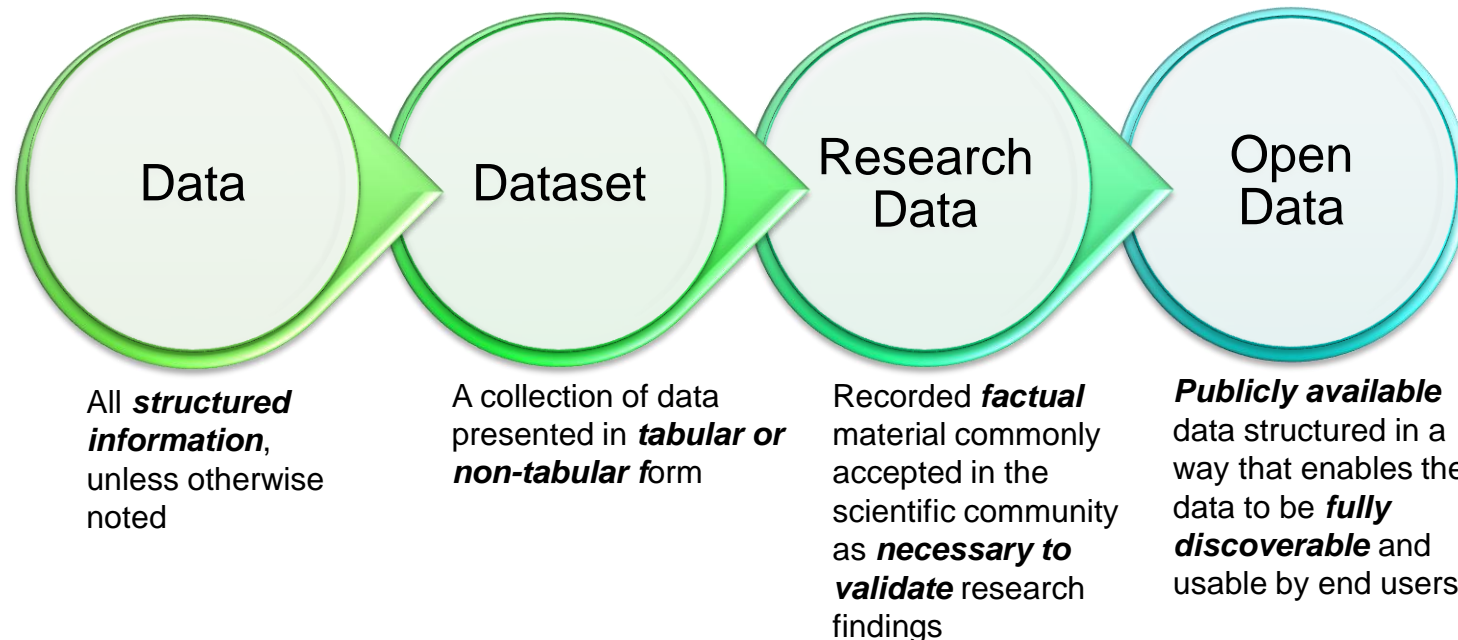 Data
All structured
information,
unless otherwise
noted
Dataset
A collection of data
presented in tabular or
non-tabular form
Research
Data
Recorded factual
material commonly
accepted in the
scientific community
as necessary to
validate research
findings
Open
Data
Publicly available
data structured in a
way that enables the
data to be fully
discoverable and
usable by end users